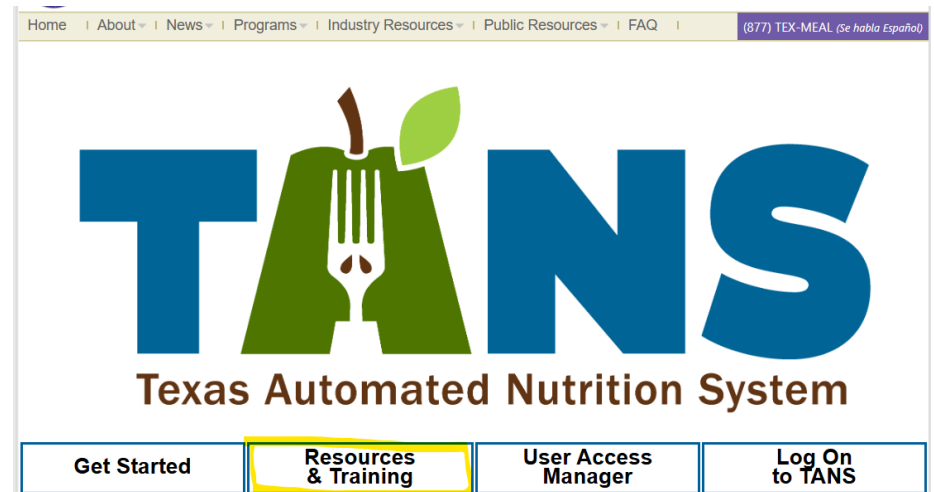 Home | About | News | Programs | Industry Resources | Public Resources | FAQ | (877) TEX-MEAL (Se habla Español)
TANS
Texas Automated Nutrition System
Get Started
Resources
& Training
User Access
Manager
Log On
to TANS